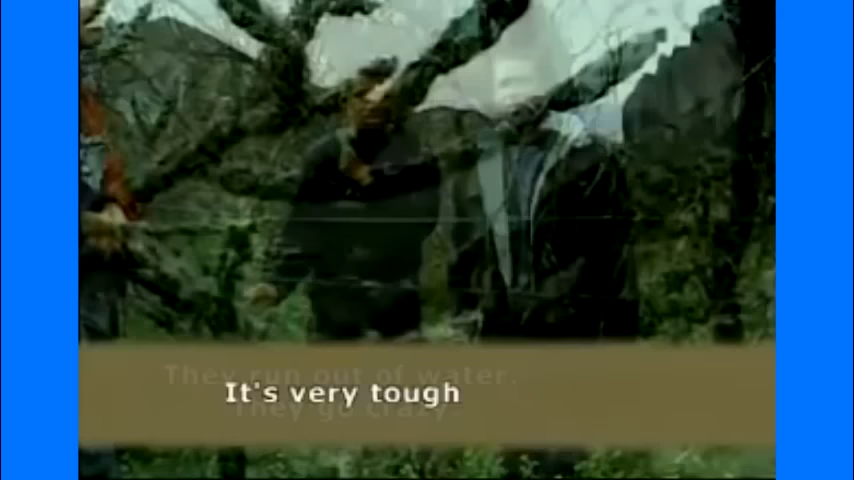 They run out of water.
It's very tough
They go crazy.